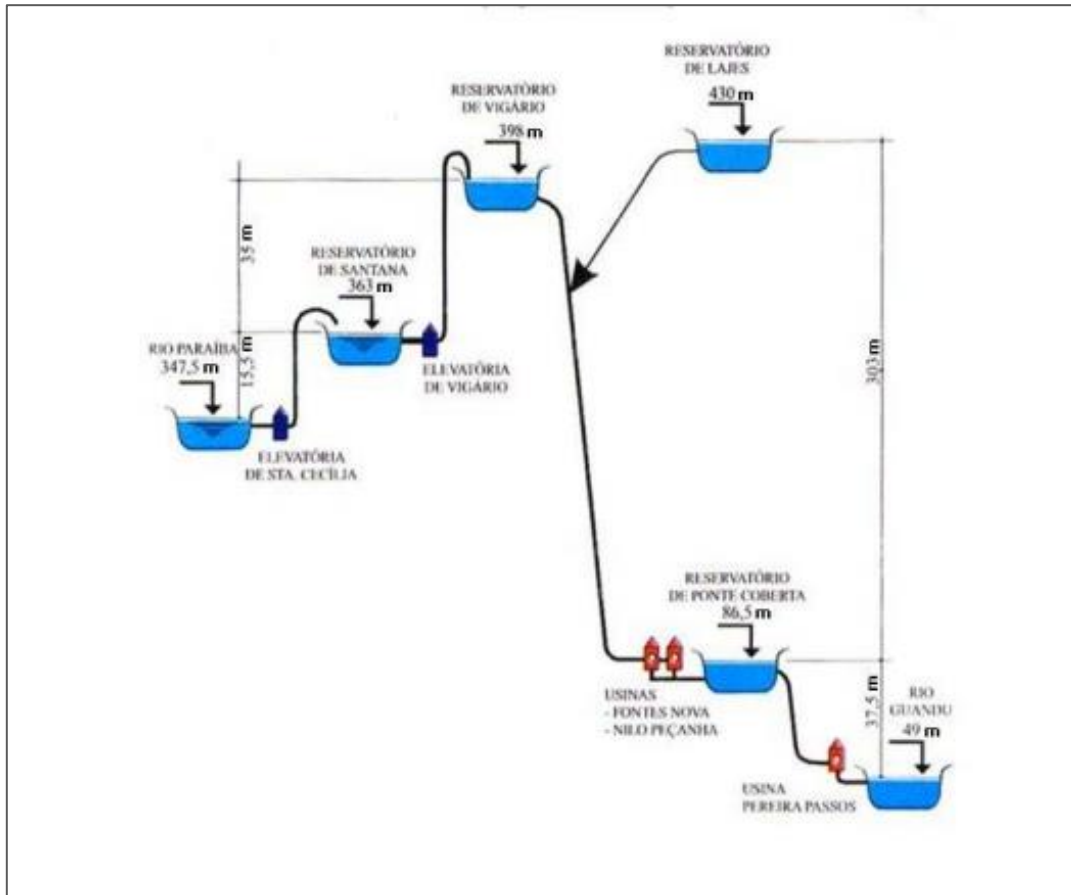 RESERVATÓRIO
DE LAJES
430 m
RESERVATÓRIO
DE VIGÁRIO
398 m
35 m
RESERVATÓRIO
DE SANTANA
363 m
RIO PARAÍBA
347,5 m
15,5 m
ELEVATÓRIA
DE VIGÁRIO
303 m
ELEVATÓRIA
DE STA. CECÍLIA
RESERVATÓRIO
DE PONTE COBERTA
86,5 m
USINAS
- FONTES NOVA
- NILO PEÇANHA
37,5 m
RIO
GUANDU
49 m
USINA
PEREIRA PASSOS